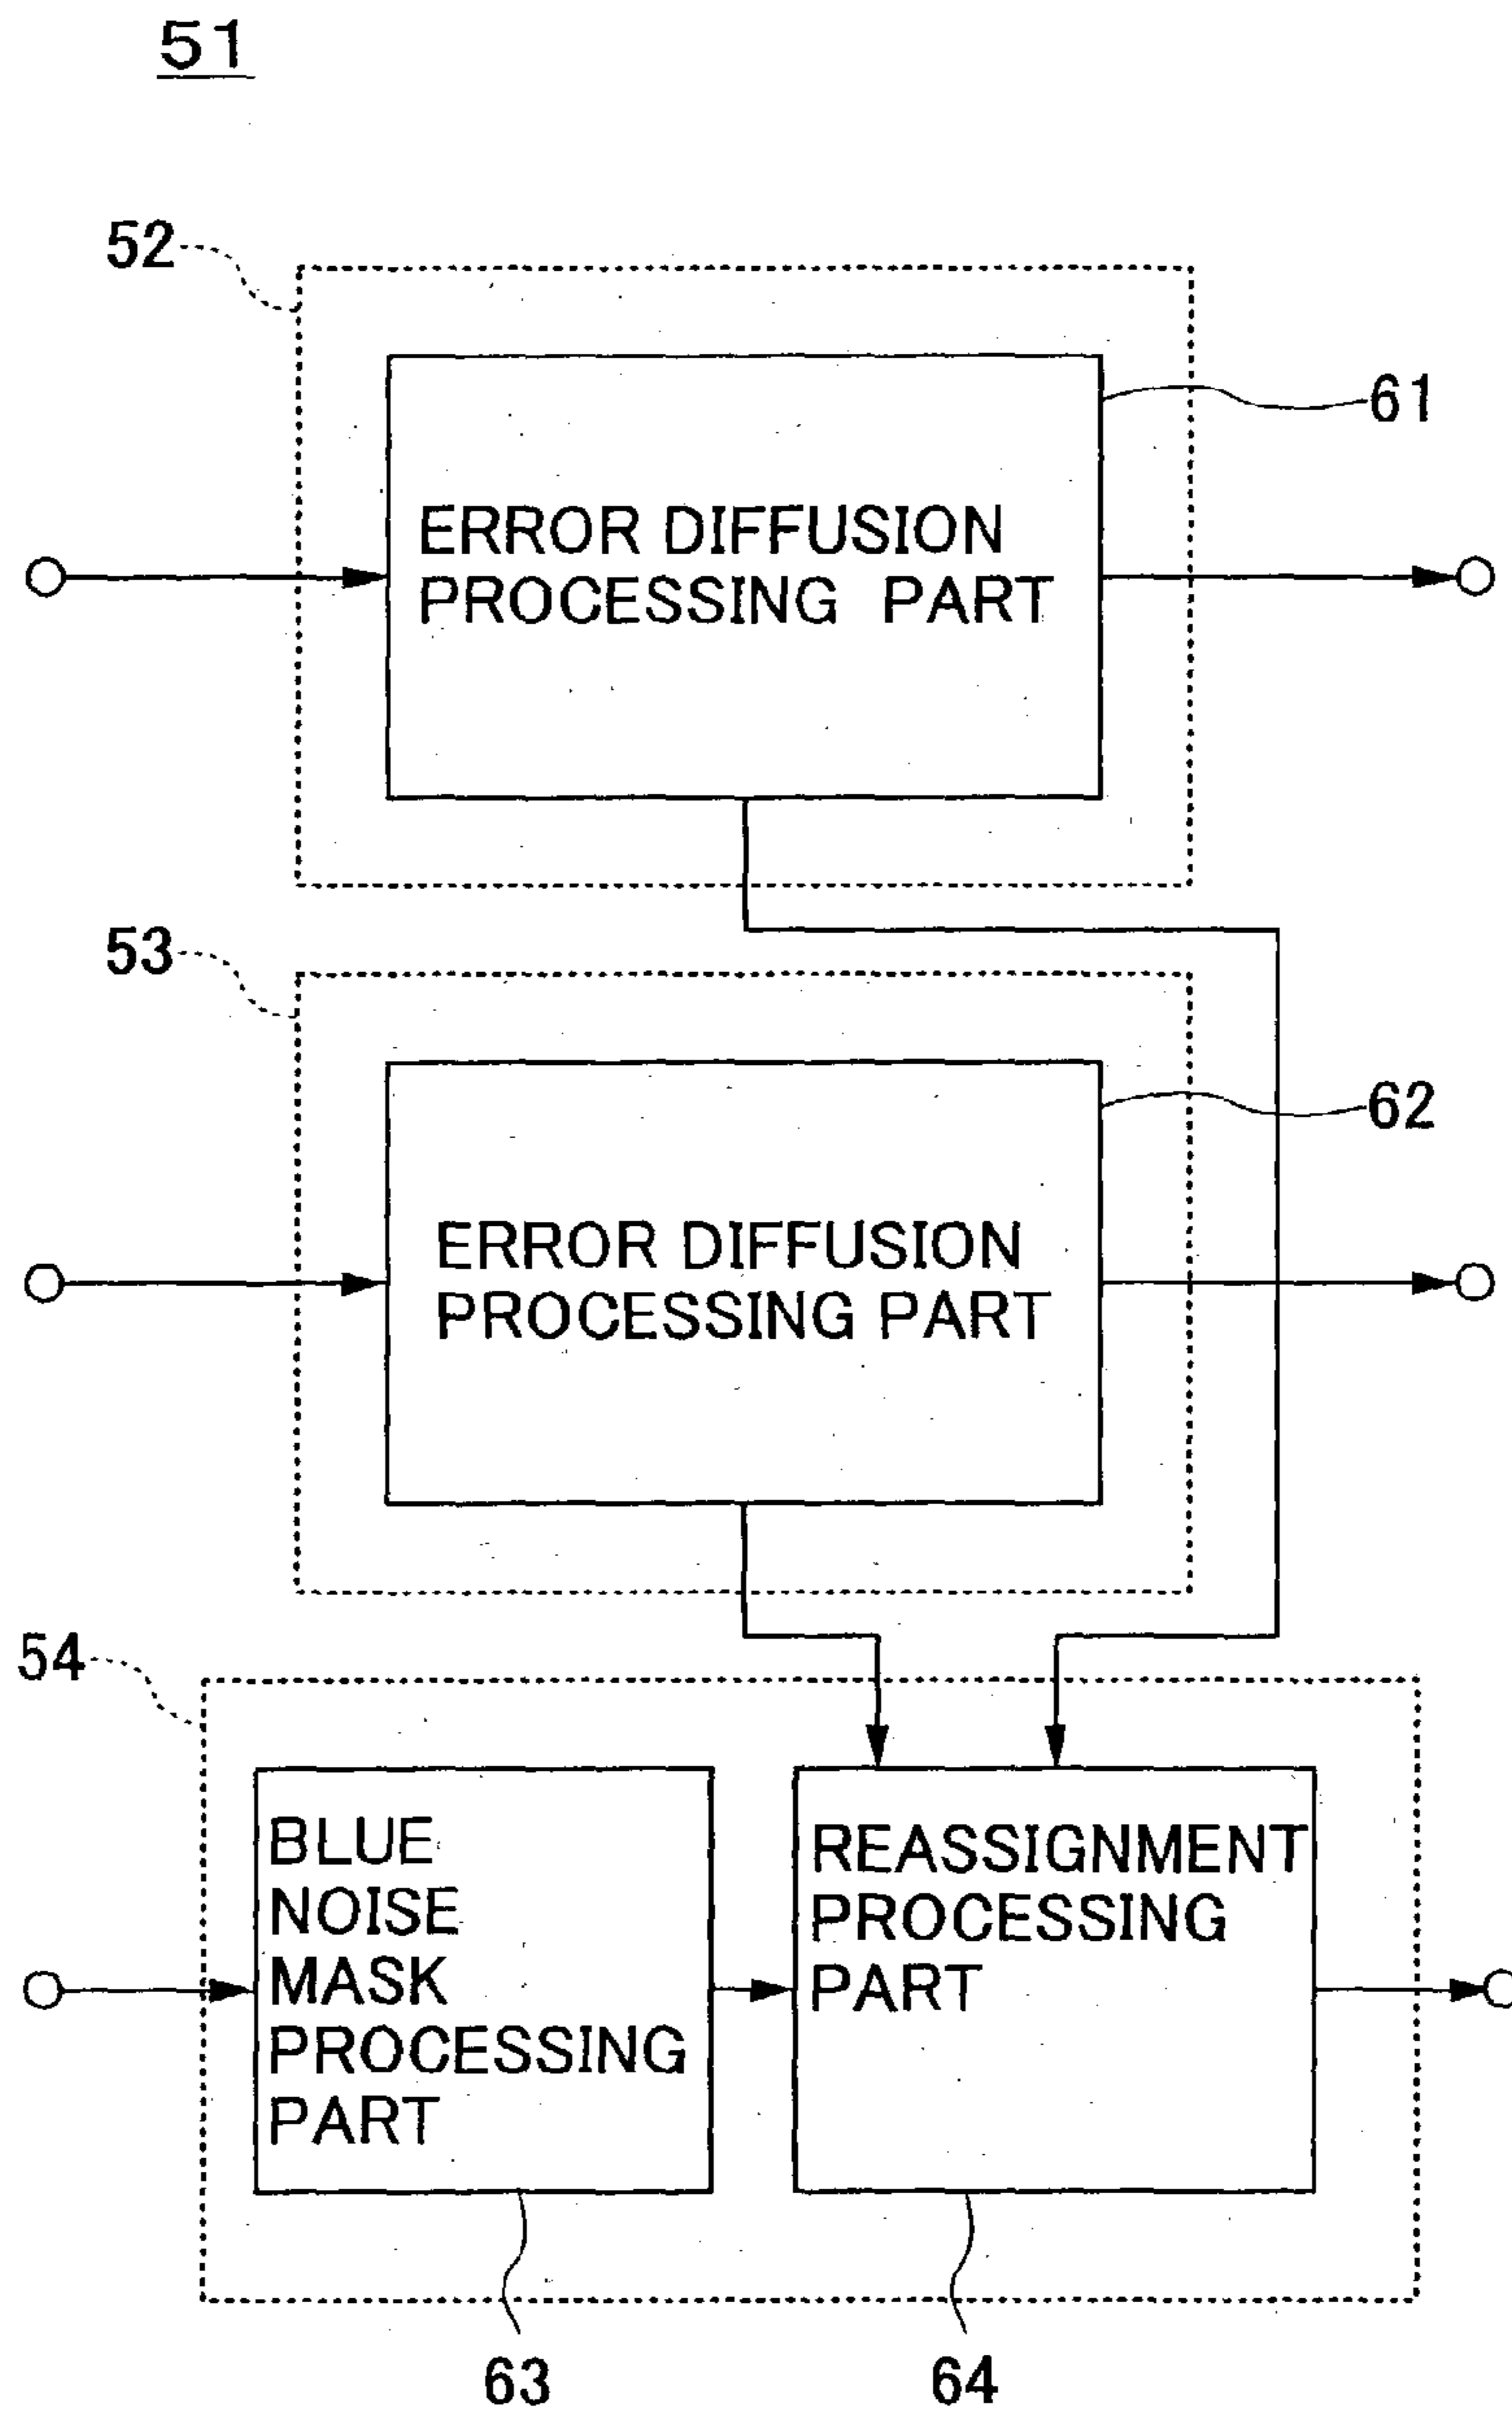 51
52
61
ERROR DIFFUSION
PROCESSING PART
53
62
ERROR DIFFUSION
PROCESSING PART
54
BLUE
NOISE
MASK
PROCESSING
PART
REASSIGNMENT
PROCESSING
PART
63
64